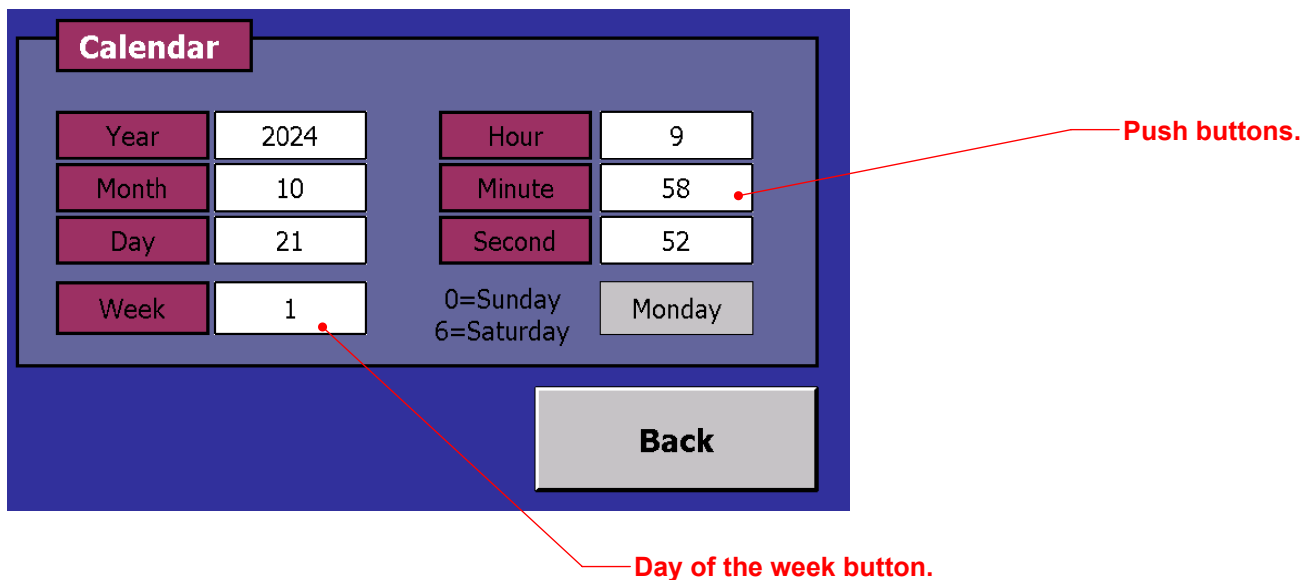 Calendar
Year 2024 Hour 9
Push buttons.
Month 10 Minute 58
Day 21 Second 52
Week 1 0=Sunday Monday
6=Saturday
Back
Day of the week button.